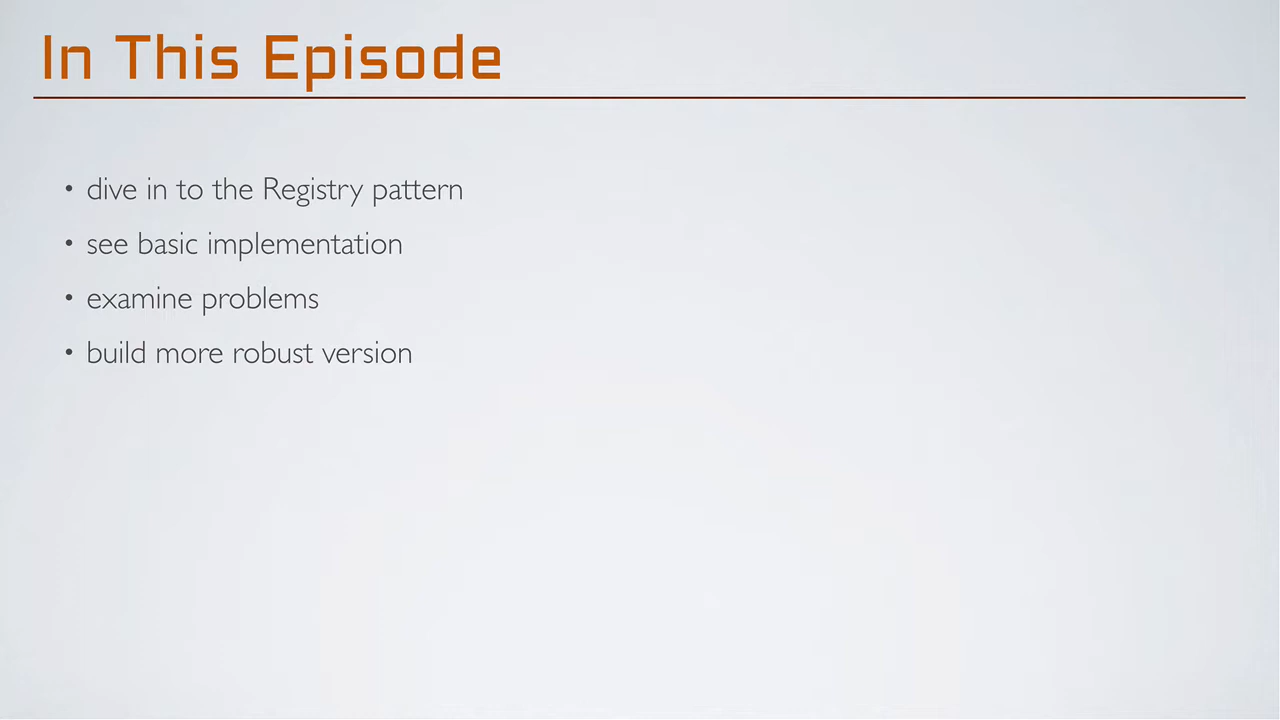 In This Episode
• dive in to the Registry pattern
• see basic implementation
• examine problems
• build more robust version